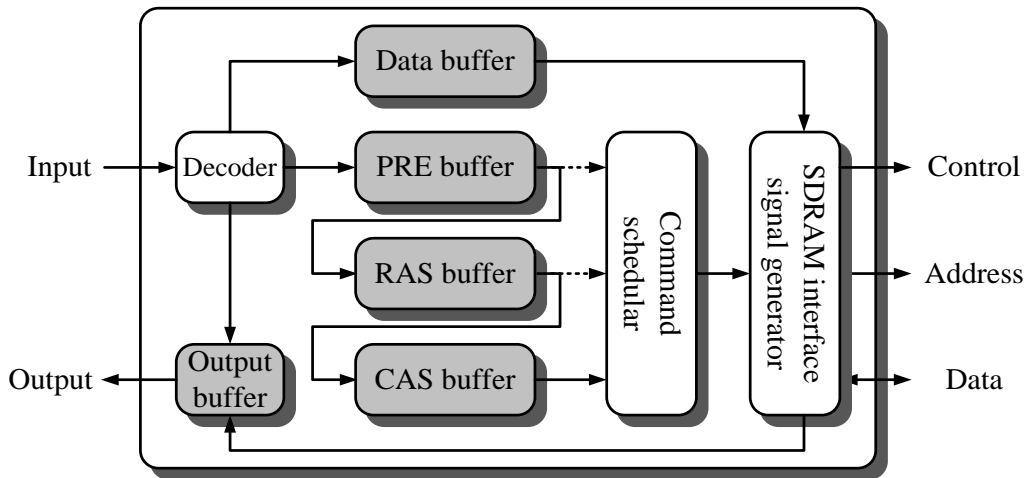 Data buffer
Input
Decoder
PRE buffer
Control
RAS buffer
Command
schedular
SDRAM interface
signal generator
Address
Output
Output
buffer
CAS buffer
Data